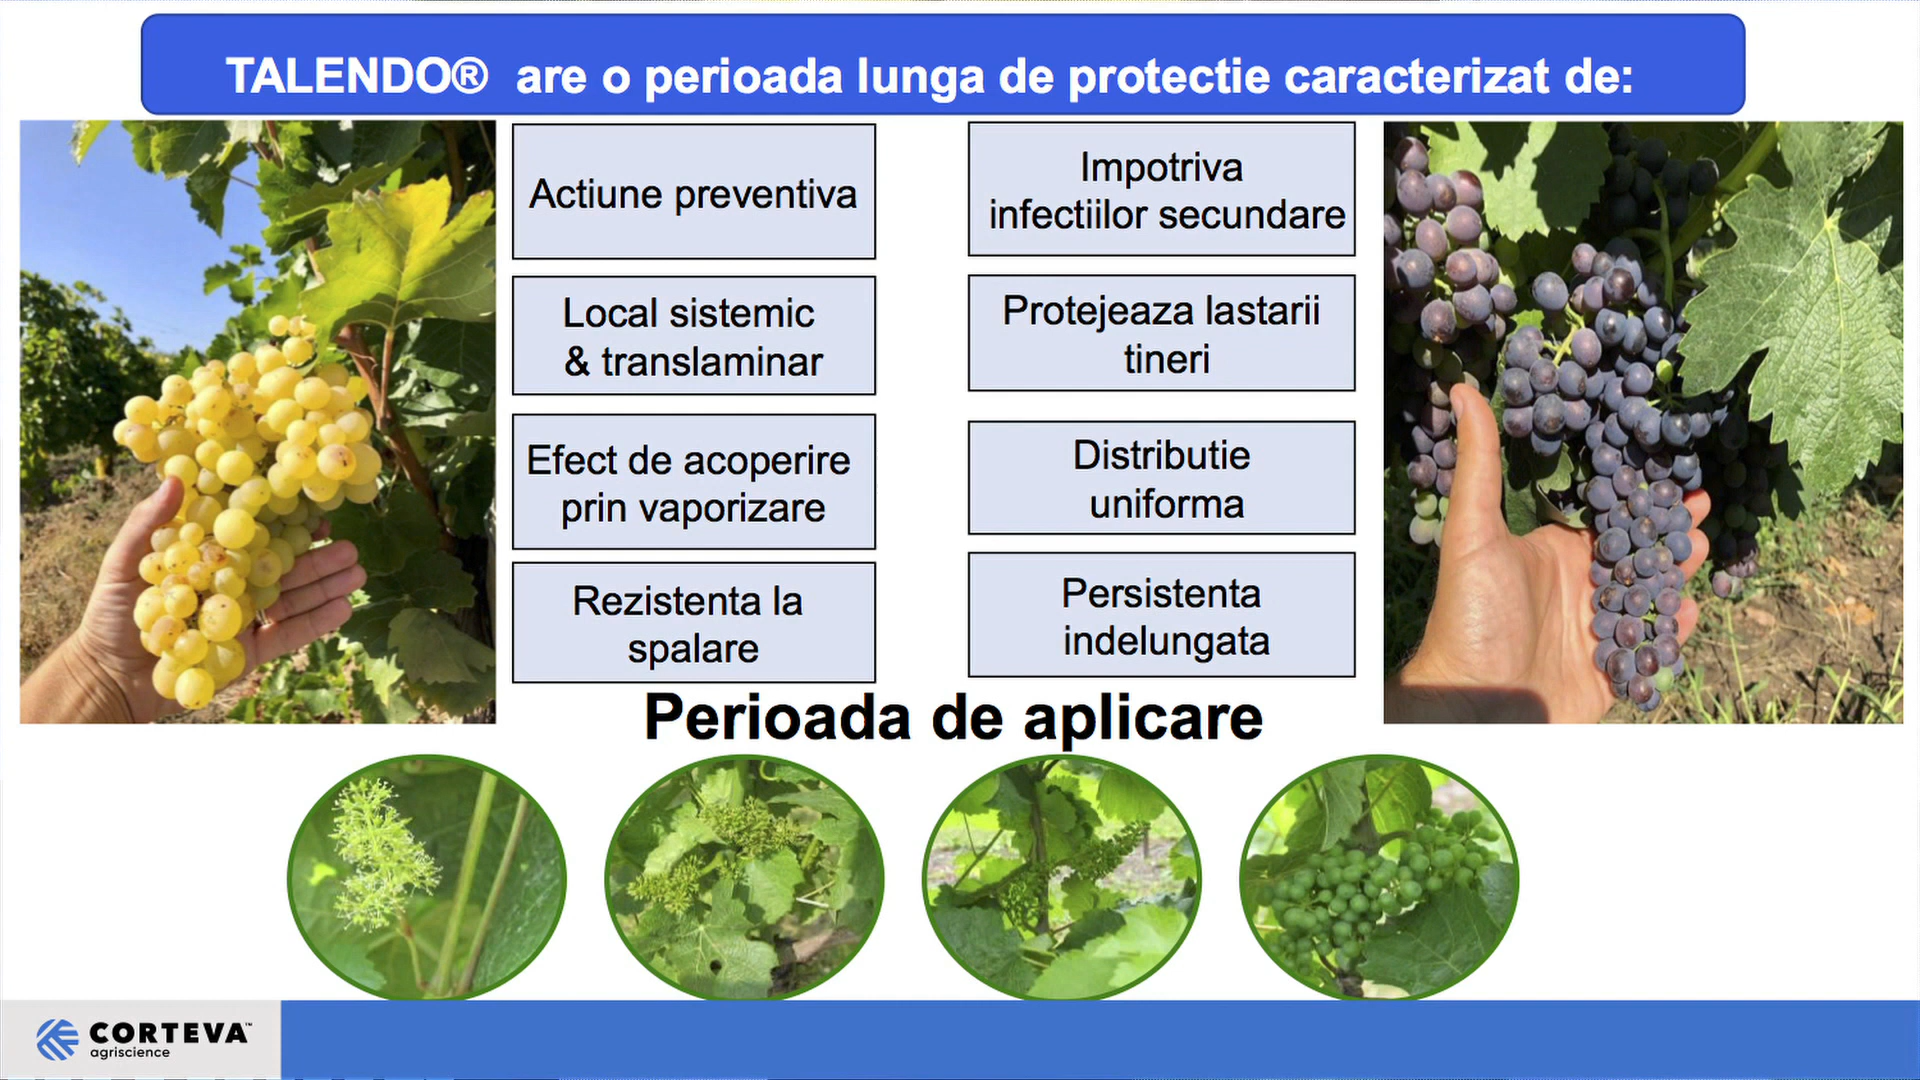 TALENDO® are o perioada lunga de protectie caracterizat de:
Actiune preventiva
Impotriva
infectiilor secundare
Local sistemic
& translaminar
Protejeaza lastarii
tineri
Efect de acoperire
prin vaporizare
Distributie
uniforma
Rezistenta la
spalare
Persistenta
indelungata
Perioada de aplicare
CORTEVA™
agriscience